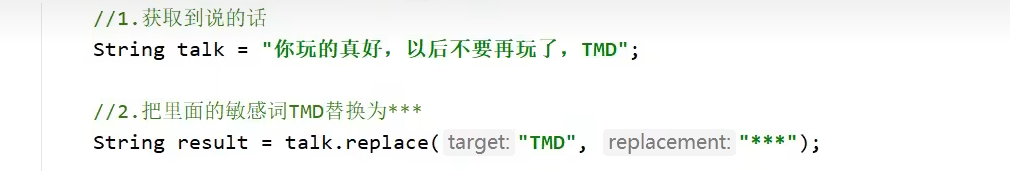 //1.获取到说的话
String talk = "你玩的真好，以后不要再玩了，TMD";
//2.把里面的敏感词TMD替换为***
String result = talk.replace( target: "TMD", replacement: "***");